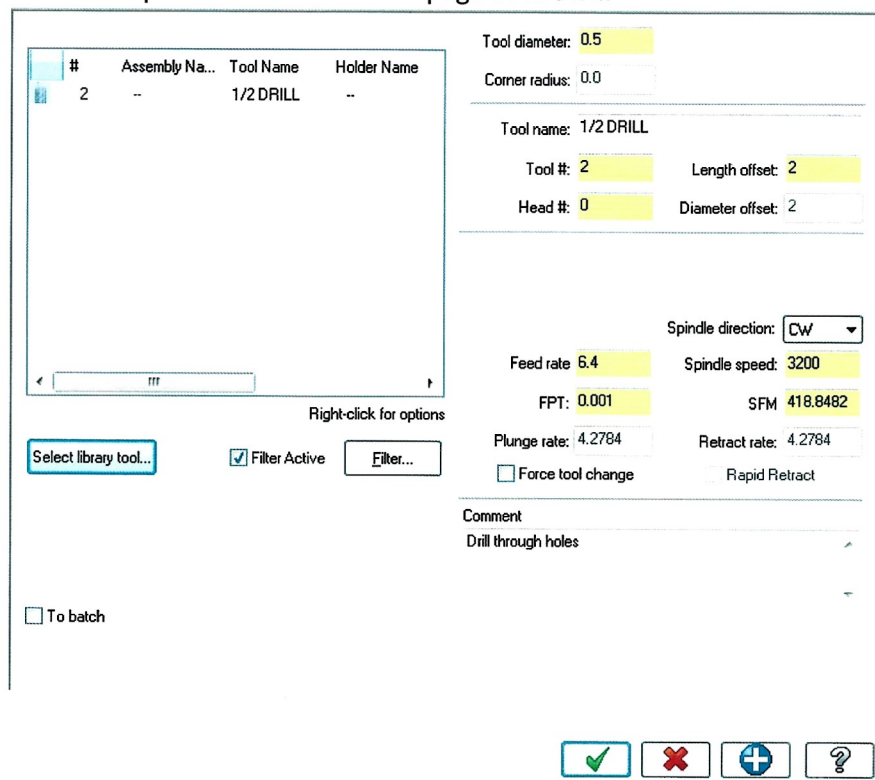 # Assembly Na... Tool Name Holder Name
2 -- 1/2 DRILL --
Right-click for options
Select library tool...
Filter Active
Filter...
To batch
Tool diameter: 0.5
Corner radius: 0.0
Tool name: 1/2 DRILL
Tool #: 2 Length offset: 2
Head #: 0 Diameter offset: 2
Spindle direction: CW
Feed rate 6.4 Spindle speed: 3200
FPT: 0.001 SFM 418.8482
Plunge rate: 4.2784 Retract rate: 4.2784
Force tool change Rapid Retract
Comment
Drill through holes